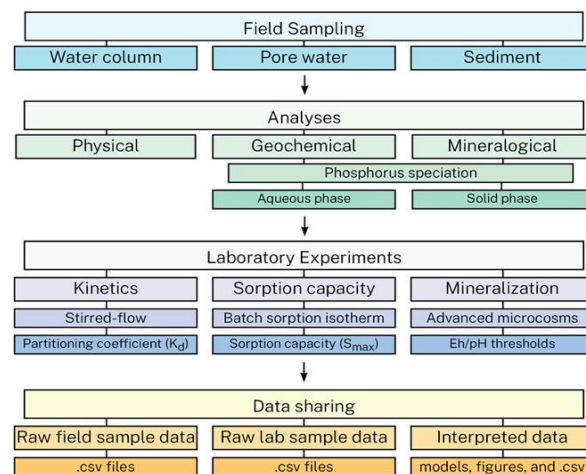 Field Sampling
Water column Pore water Sediment
Analyses
Physical Geochemical Mineralogical
Phosphorus speciation
Aqueous phase Solid phase
Laboratory Experiments
Kinetics Sorption capacity Mineralization
Stirred-flow Batch sorption isotherm Advanced microcosms
Partitioning coefficient (Kd) Sorption capacity (Smax) Eh/pH thresholds
Data sharing
Raw field sample data Raw lab sample data Interpreted data
.csv files .csv files models, figures, and .csv